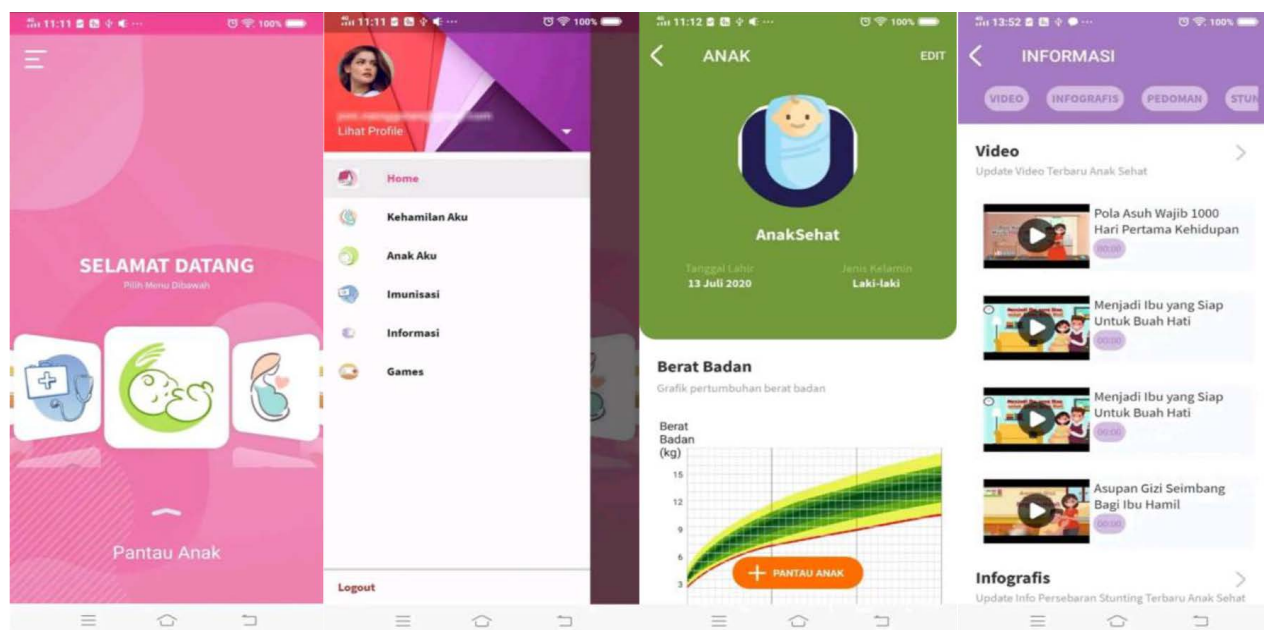 11:11
100%
SELAMAT DATANG
Pilih Menu Dibawah
Pantau Anak
11:11
100%
Lihat Profile
Home
Kehamilan Aku
Anak Aku
Imunisasi
Informasi
Games
Logout
11:12
100%
ANAK
EDIT
AnakSehat
Tanggal Lahir
Jenis Kelamin
13 Juli 2020
Laki-laki
Berat Badan
Grafik pertumbuhan berat badan
Berat
Badan
(kg)
15
12
9
6
3
PANTAU ANAK
13:52
100%
INFORMASI
VIDEO
INFOGRAFIS
PEDOMAN
STUN
Video
Update Video Terbaru Anak Sehat
Pola Asuh Wajib 1000
Hari Pertama Kehidupan
00:00
Menjadi Ibu yang Siap
Untuk Buah Hati
00:00
Menjadi Ibu yang Siap
Untuk Buah Hati
00:00
Asupan Gizi Seimbang
Bagi Ibu Hamil
00:00
Infografis
Update Info Persebaran Stunting Terbaru Anak Sehat